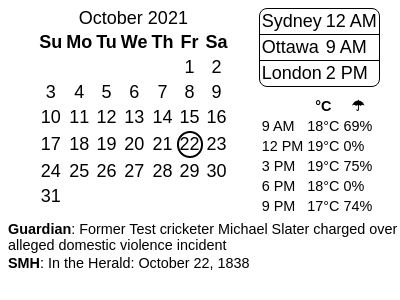 October 2021
Su Mo Tu We Th Fr Sa
1 2
3 4 5 6 7 8 9
10 11 12 13 14 15 16
17 18 19 20 21 22 23
24 25 26 27 28 29 30
31
Sydney 12 AM
Ottawa 9 AM
London 2 PM
°C ☂
9 AM 18°C 69%
12 PM 19°C 0%
3 PM 19°C 75%
6 PM 18°C 0%
9 PM 17°C 74%
Guardian: Former Test cricketer Michael Slater charged over
alleged domestic violence incident
SMH: In the Herald: October 22, 1838